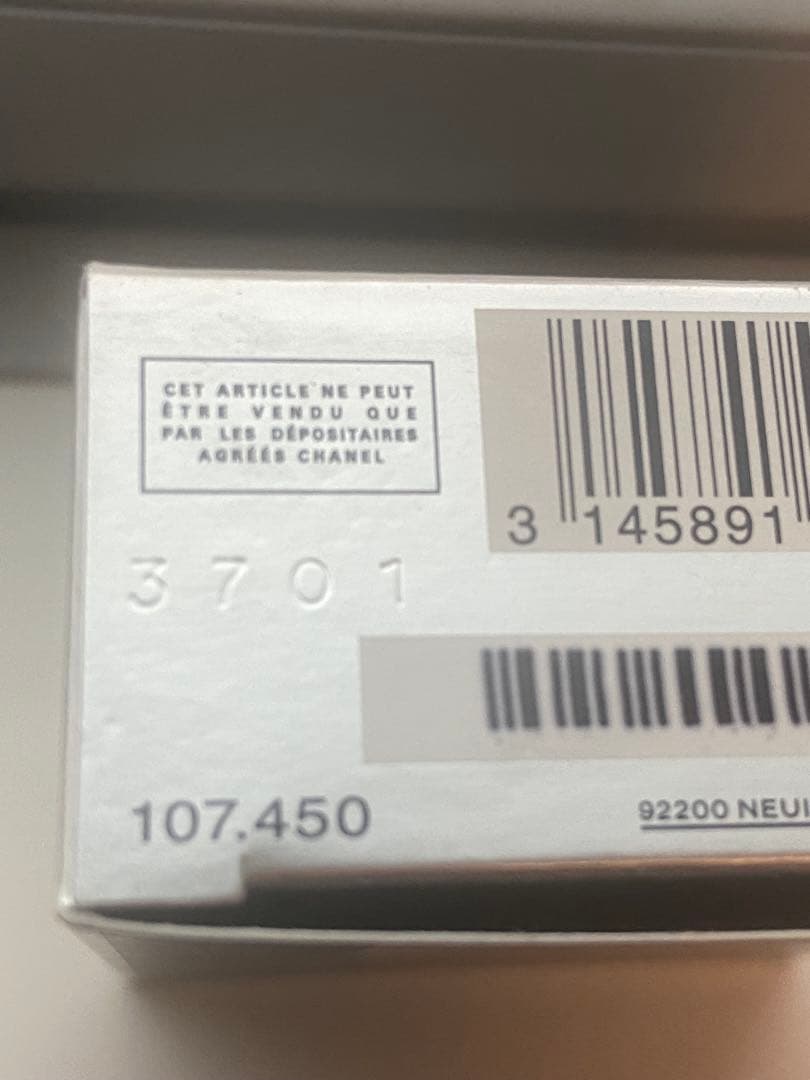 CET ARTICLE NE PEUT
ÊTRE VENDU QUE
PAR LES DÉPOSITAIRES
AGRÉÉS CHANEL
3 145891
3701
107.450
92200 NEUI